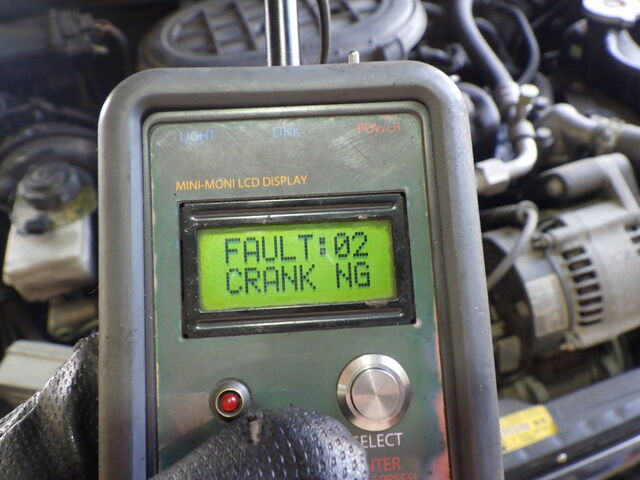 LIGHT LINK POWER
MINI-MONI LCD DISPLAY
FAULT:02
CRANK NG
SELECT